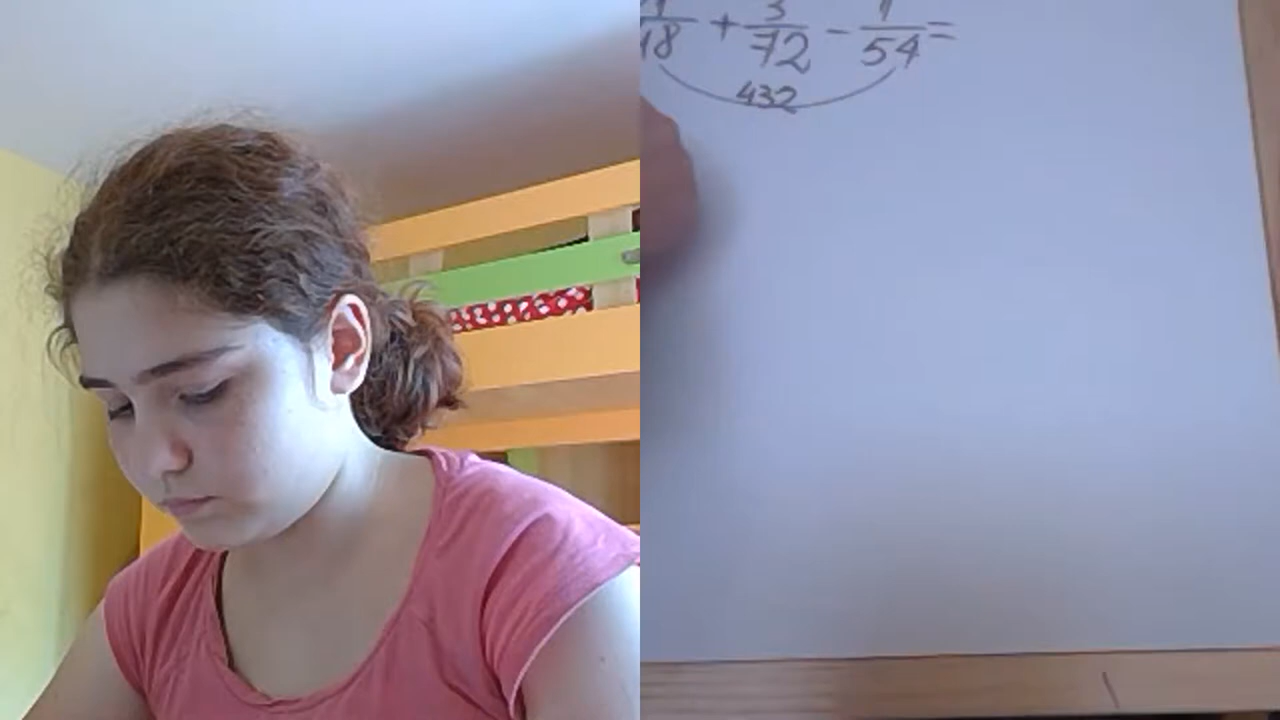 + 3/72 - 1/54 =
432